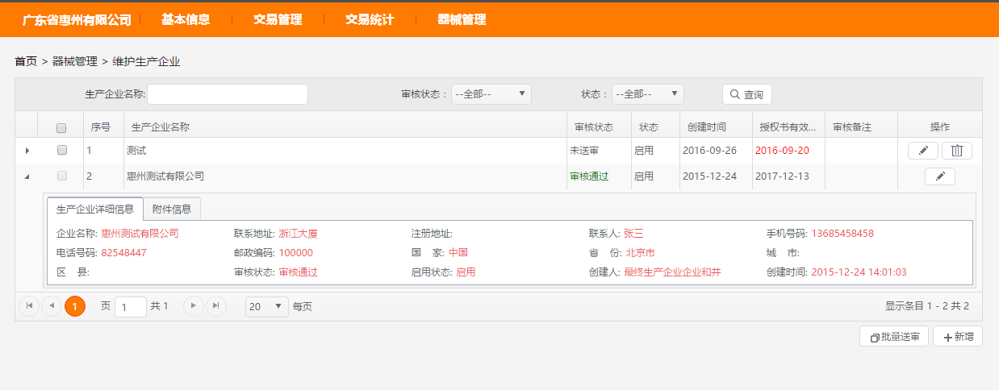 广东省惠州有限公司 基本信息 交易管理 交易统计 器械管理
首页 > 器械管理 > 维护生产企业
生产企业名称: 审核状态： --全部-- 状态： --全部-- 查询
序号 生产企业名称 审核状态 状态 创建时间 授权书有效... 审核备注 操作
1 测试 未送审 启用 2016-09-26 2016-09-20
2 惠州测试有限公司 审核通过 启用 2015-12-24 2017-12-13
生产企业详细信息 附件信息
企业名称: 惠州测试有限公司 联系地址: 浙江大厦 注册地址: 联系人: 张三 手机号码: 13685458458
电话号码: 82548447 邮政编码: 100000 国 家: 中国 省 份: 北京市 城 市:
区 县: 审核状态: 审核通过 启用状态: 启用 创建人: 最终生产企业企业和并 创建时间: 2015-12-24 14:01:03
1 页 1 共 1 20 每页 显示条目 1 - 2 共 2
批量送审 新增